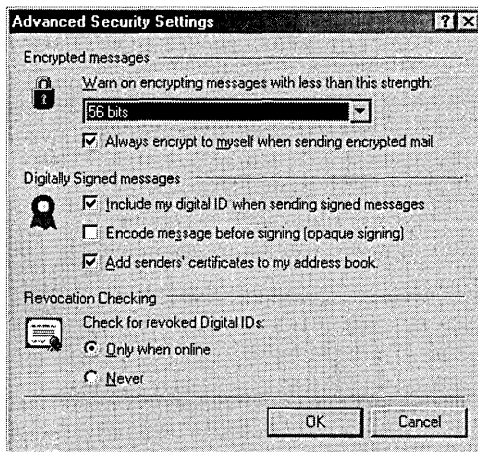 Advanced Security Settings
Encrypted messages
Warn on encrypting messages with less than this strength:
56 bits
Always encrypt to myself when sending encrypted mail
Digitally Signed messages
Include my digital ID when sending signed messages
Encode message before signing (opaque signing)
Add senders' certificates to my address book.
Revocation Checking
Check for revoked Digital IDs:
Only when online
Never
OK
Cancel